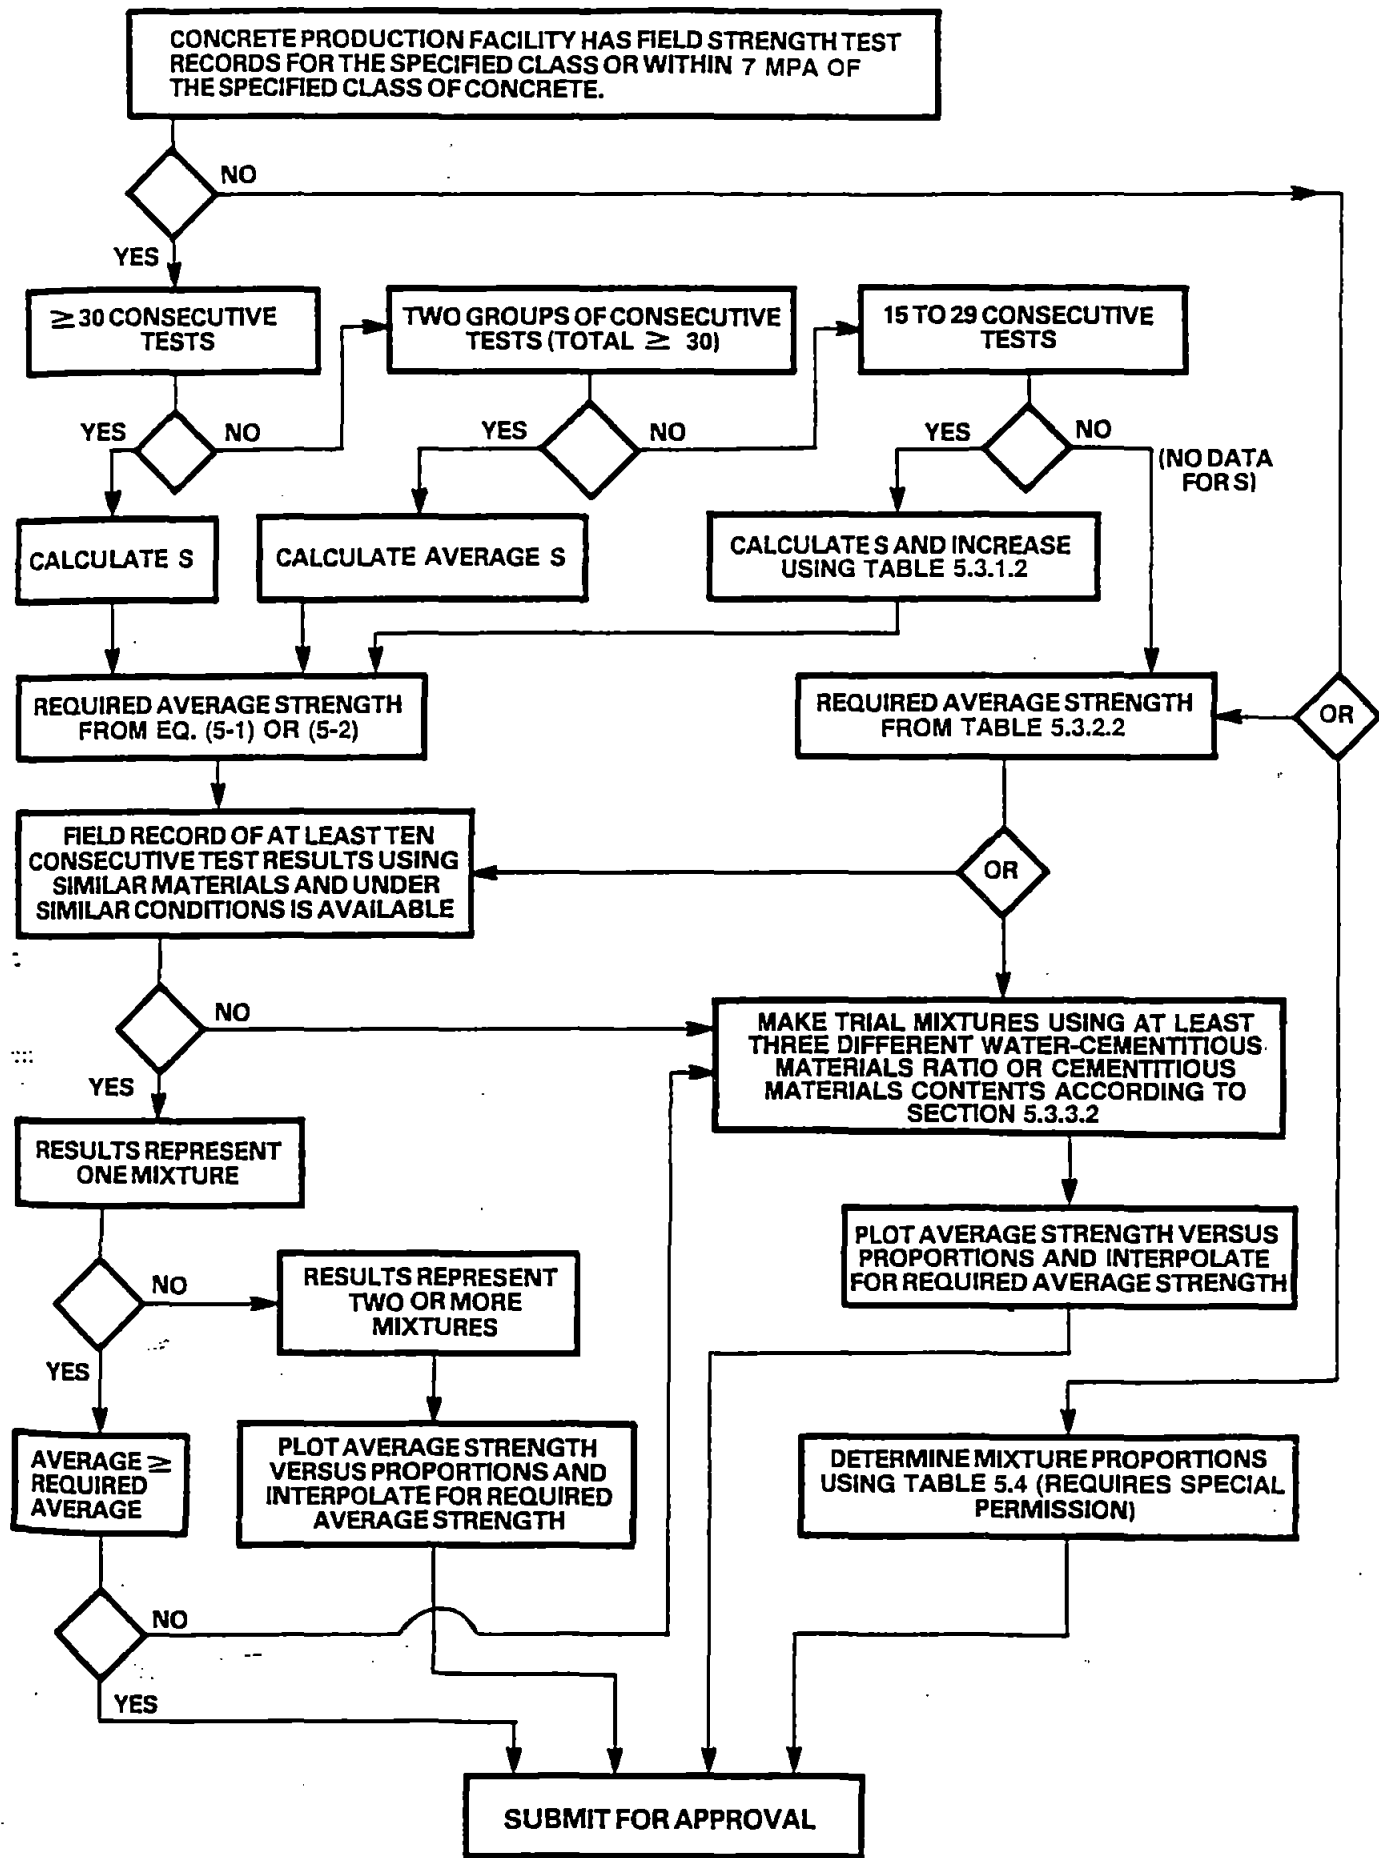 CONCRETE PRODUCTION FACILITY HAS FIELD STRENGTH TEST
RECORDS FOR THE SPECIFIED CLASS OR WITHIN 7 MPA OF
THE SPECIFIED CLASS OF CONCRETE.
NO
YES
≥ 30 CONSECUTIVE
TESTS
TWO GROUPS OF CONSECUTIVE
TESTS (TOTAL ≥ 30)
15 TO 29 CONSECUTIVE
TESTS
YES
NO
YES
NO
YES
NO
(NO DATA
FOR S)
CALCULATE S
CALCULATE AVERAGE S
CALCULATE S AND INCREASE
USING TABLE 5.3.1.2
REQUIRED AVERAGE STRENGTH
FROM EQ. (5-1) OR (5-2)
REQUIRED AVERAGE STRENGTH
FROM TABLE 5.3.2.2
OR
FIELD RECORD OF AT LEAST TEN
CONSECUTIVE TEST RESULTS USING
SIMILAR MATERIALS AND UNDER
SIMILAR CONDITIONS IS AVAILABLE
OR
NO
YES
MAKE TRIAL MIXTURES USING AT LEAST
THREE DIFFERENT WATER-CEMENTITIOUS
MATERIALS RATIO OR CEMENTITIOUS
MATERIALS CONTENTS ACCORDING TO
SECTION 5.3.3.2
RESULTS REPRESENT
ONE MIXTURE
PLOT AVERAGE STRENGTH VERSUS
PROPORTIONS AND INTERPOLATE
FOR REQUIRED AVERAGE STRENGTH
NO
YES
RESULTS REPRESENT
TWO OR MORE
MIXTURES
AVERAGE ≥
REQUIRED
AVERAGE
PLOT AVERAGE STRENGTH
VERSUS PROPORTIONS AND
INTERPOLATE FOR REQUIRED
AVERAGE STRENGTH
DETERMINE MIXTURE PROPORTIONS
USING TABLE 5.4 (REQUIRES SPECIAL
PERMISSION)
NO
YES
SUBMIT FOR APPROVAL